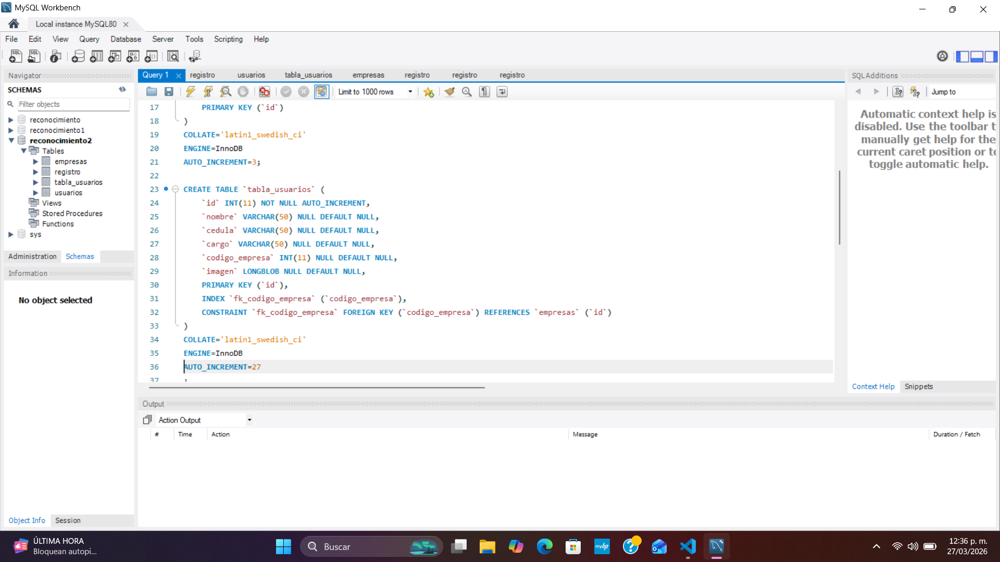 MySQL Workbench
Local instance MySQL80
File Edit View Query Database Server Tools Scripting Help
Navigator
SCHEMAS
Filter objects
reconocimiento
reconocimiento1
reconocimiento2
Tables
empresas
registro
tabla_usuarios
usuarios
Views
Stored Procedures
Functions
sys
Administration Schemas
Information
No object selected
Object Info Session
Query 1 registro usuarios tabla_usuarios empresas registro registro registro
Limit to 1000 rows
17 PRIMARY KEY (`id`)
18 )
19 COLLATE='latin1_swedish_ci'
20 ENGINE=InnoDB
21 AUTO_INCREMENT=3;
22
23 CREATE TABLE `tabla_usuarios` (
24 `id` INT(11) NOT NULL AUTO_INCREMENT,
25 `nombre` VARCHAR(50) NULL DEFAULT NULL,
26 `cedula` VARCHAR(50) NULL DEFAULT NULL,
27 `cargo` VARCHAR(50) NULL DEFAULT NULL,
28 `codigo_empresa` INT(11) NULL DEFAULT NULL,
29 `imagen` LONGBLOB NULL DEFAULT NULL,
30 PRIMARY KEY (`id`),
31 INDEX `fk_codigo_empresa` (`codigo_empresa`),
32 CONSTRAINT `fk_codigo_empresa` FOREIGN KEY (`codigo_empresa`) REFERENCES `empresas` (`id`)
33 )
34 COLLATE='latin1_swedish_ci'
35 ENGINE=InnoDB
36 AUTO_INCREMENT=27
37 ;
SQLAdditions
Jump to
Automatic context help is
disabled. Use the toolbar t
manually get help for the
current caret position or to
toggle automatic help.
Context Help Snippets
Output
Action Output
# Time Action Message Duration / Fetch
ÚLTIMA HORA
Bloquean autopi...
Buscar
myhp
12:36 p. m.
27/03/2026